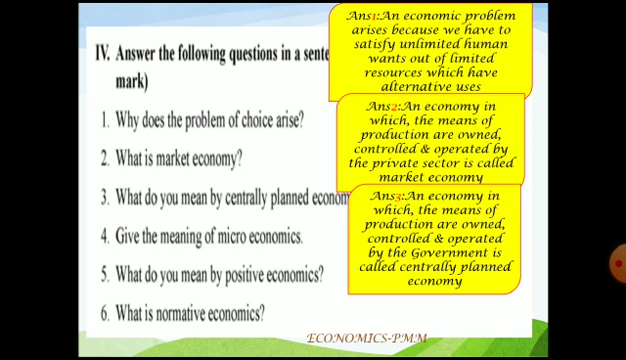 IV. Answer the following questions in a sente
mark)
1. Why does the problem of choice arise?
2. What is market economy?
3. What do you mean by centrally planned econom
4. Give the meaning of micro economics.
5. What do you mean by positive economics?
6. What is normative economics?
Ans1:An economic problem
arises because we have to
satisfy unlimited human
wants out of limited
resources which have
alternative uses
Ans2:An economy in
which, the means of
production are owned,
controlled & operated by
the private sector is called
market economy
Ans3:An economy in
which, the means of
production are owned,
controlled & operated
by the Government is
called centrally planned
economy
ECONOMICS-PMM